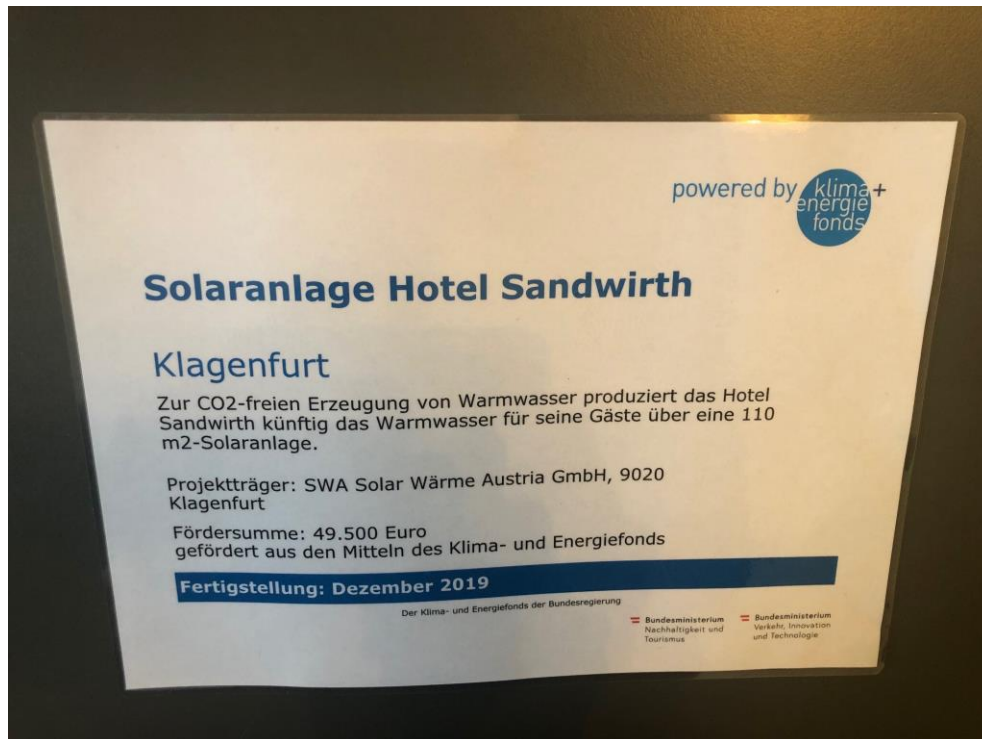 powered by klima+
energie
fonds
Solaranlage Hotel Sandwirth
Klagenfurt
Zur CO2-freien Erzeugung von Warmwasser produziert das Hotel
Sandwirth künftig das Warmwasser für seine Gäste über eine 110
m2-Solaranlage.
Projektträger: SWA Solar Wärme Austria GmbH, 9020
Klagenfurt
Fördersumme: 49.500 Euro
gefördert aus den Mitteln des Klima- und Energiefonds
Fertigstellung: Dezember 2019
Der Klima- und Energiefonds der Bundesregierung
Bundesministerium
Nachhaltigkeit und
Tourismus
Bundesministerium
Verkehr, Innovation
und Technologie